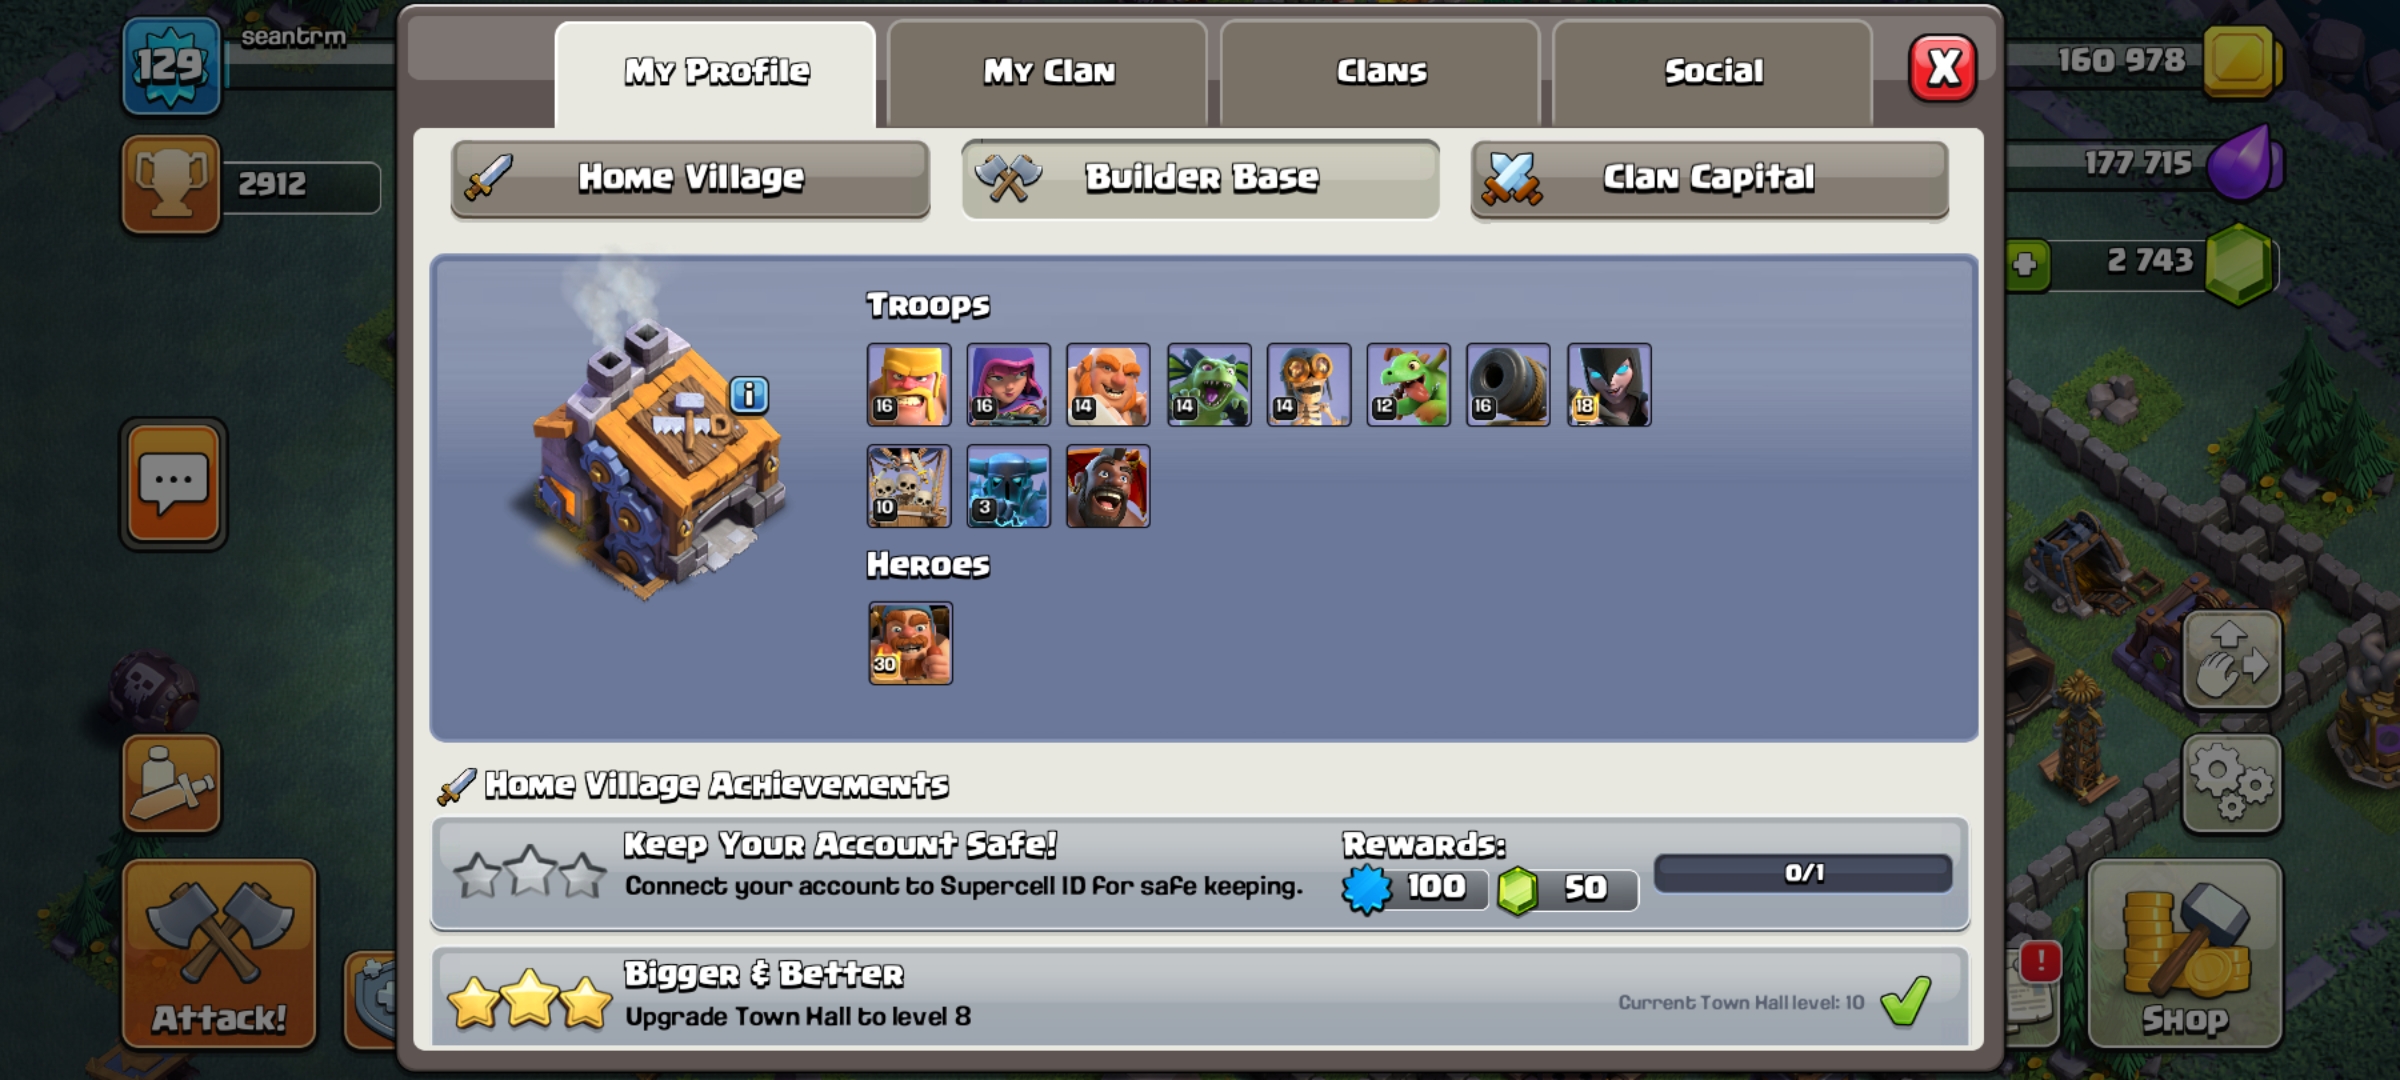 129
seantrm
2912
My Profile
My Clan
Clans
Social
X
160 978
177 715
2 743
Home Village
Builder Base
Clan Capital
i
Troops
16
16
14
14
14
12
16
18
10
3
Heroes
30
Home Village Achievements
Keep Your Account Safe!
Connect your account to Supercell ID for safe keeping.
Rewards:
100
50
0/1
Bigger & Better
Upgrade Town Hall to level 8
Current Town Hall level: 10
Attack!
!
Shop